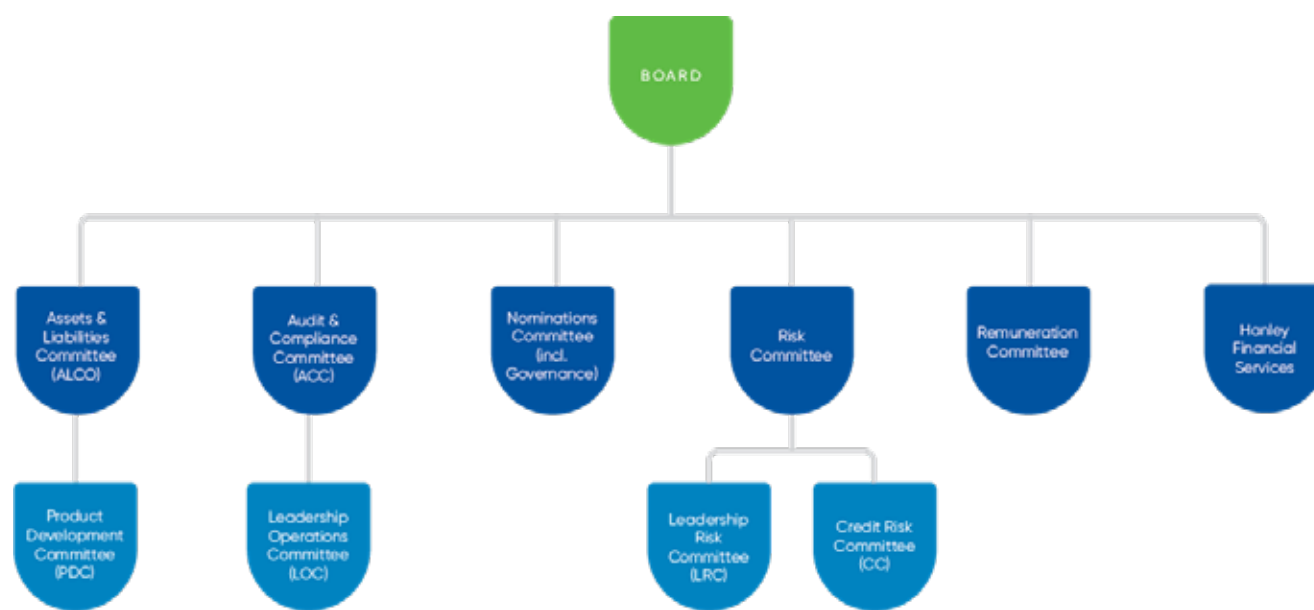 BOARD
Assets &
Liabilities
Committee
(ALCO)
Audit &
Compliance
Committee
(ACC)
Nominations
Committee
(incl.
Governance)
Risk
Committee
Remuneration
Committee
Hanley
Financial
Services
Product
Development
Committee
(PDC)
Leadership
Operations
Committee
(LOC)
Leadership
Risk
Committee
(LRC)
Credit Risk
Committee
(CC)